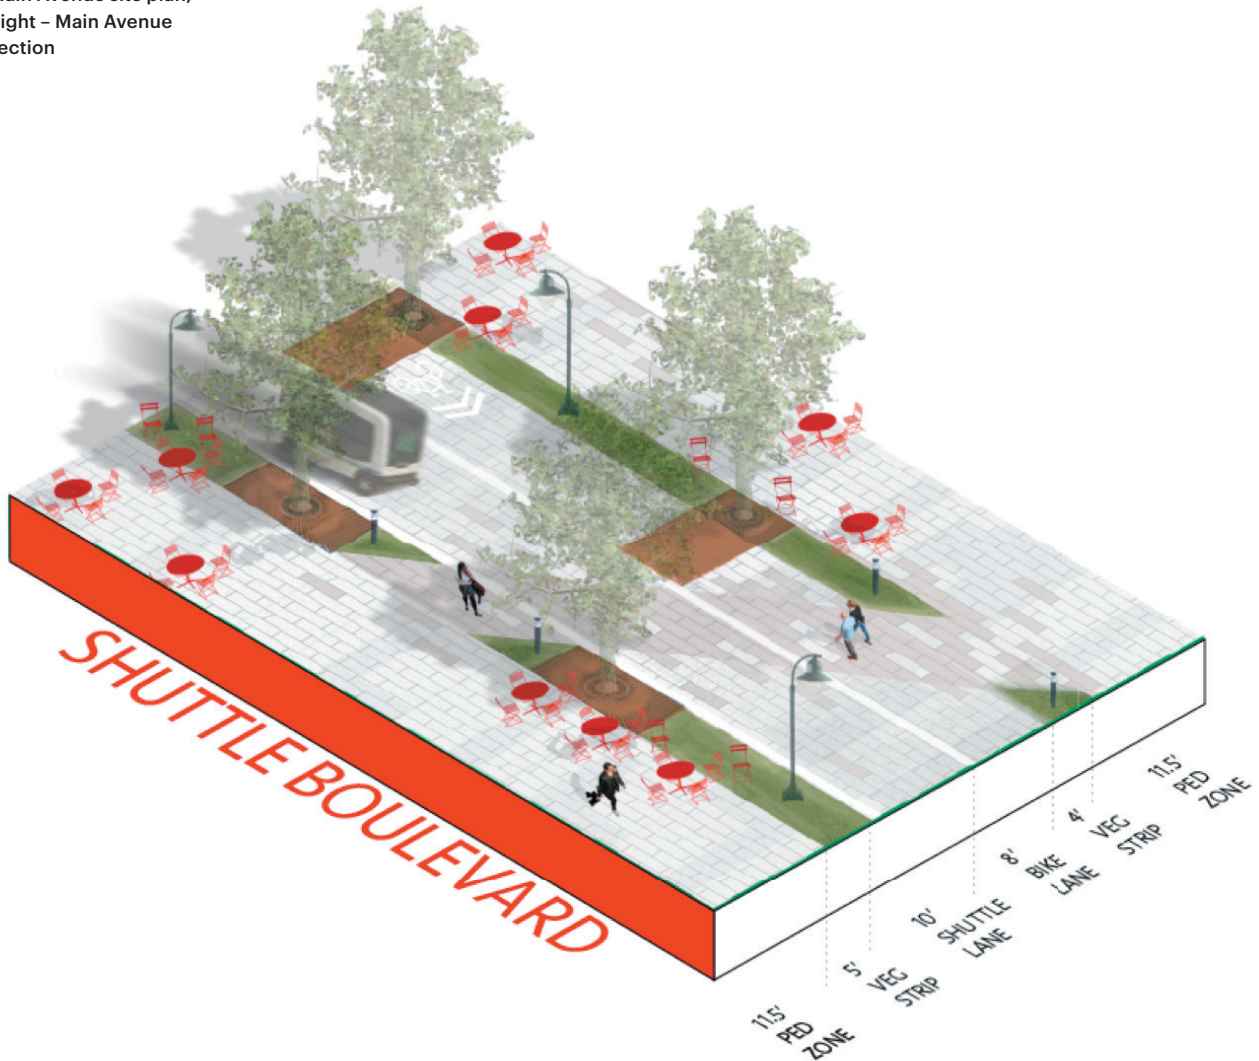 ight – Main Avenue
ection
SHUTTLE BOULEVARD
11.5'
PED
ZONE
5'
VEG
STRIP
10'
SHUTTLE
LANE
8'
BIKE
LANE
4'
VEG
STRIP
11.5'
PED
ZONE